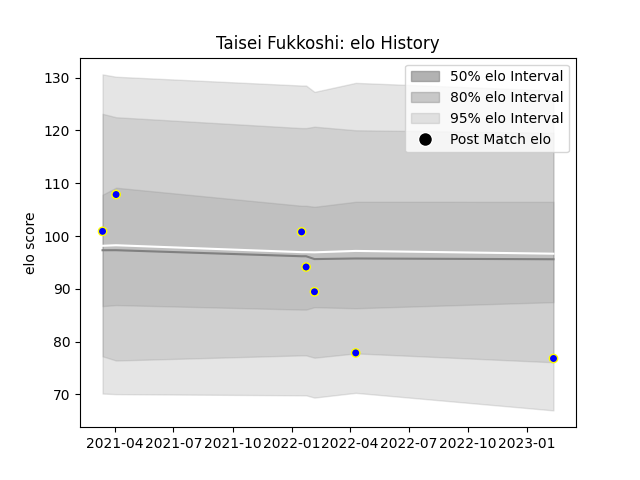 Taisei Fukkoshi: elo History
50% elo Interval
80% elo Interval
95% elo Interval
Post Match elo
elo score
130
120
110
100
90
80
70
2021-04 2021-07 2021-10 2022-01 2022-04 2022-07 2022-10 2023-01